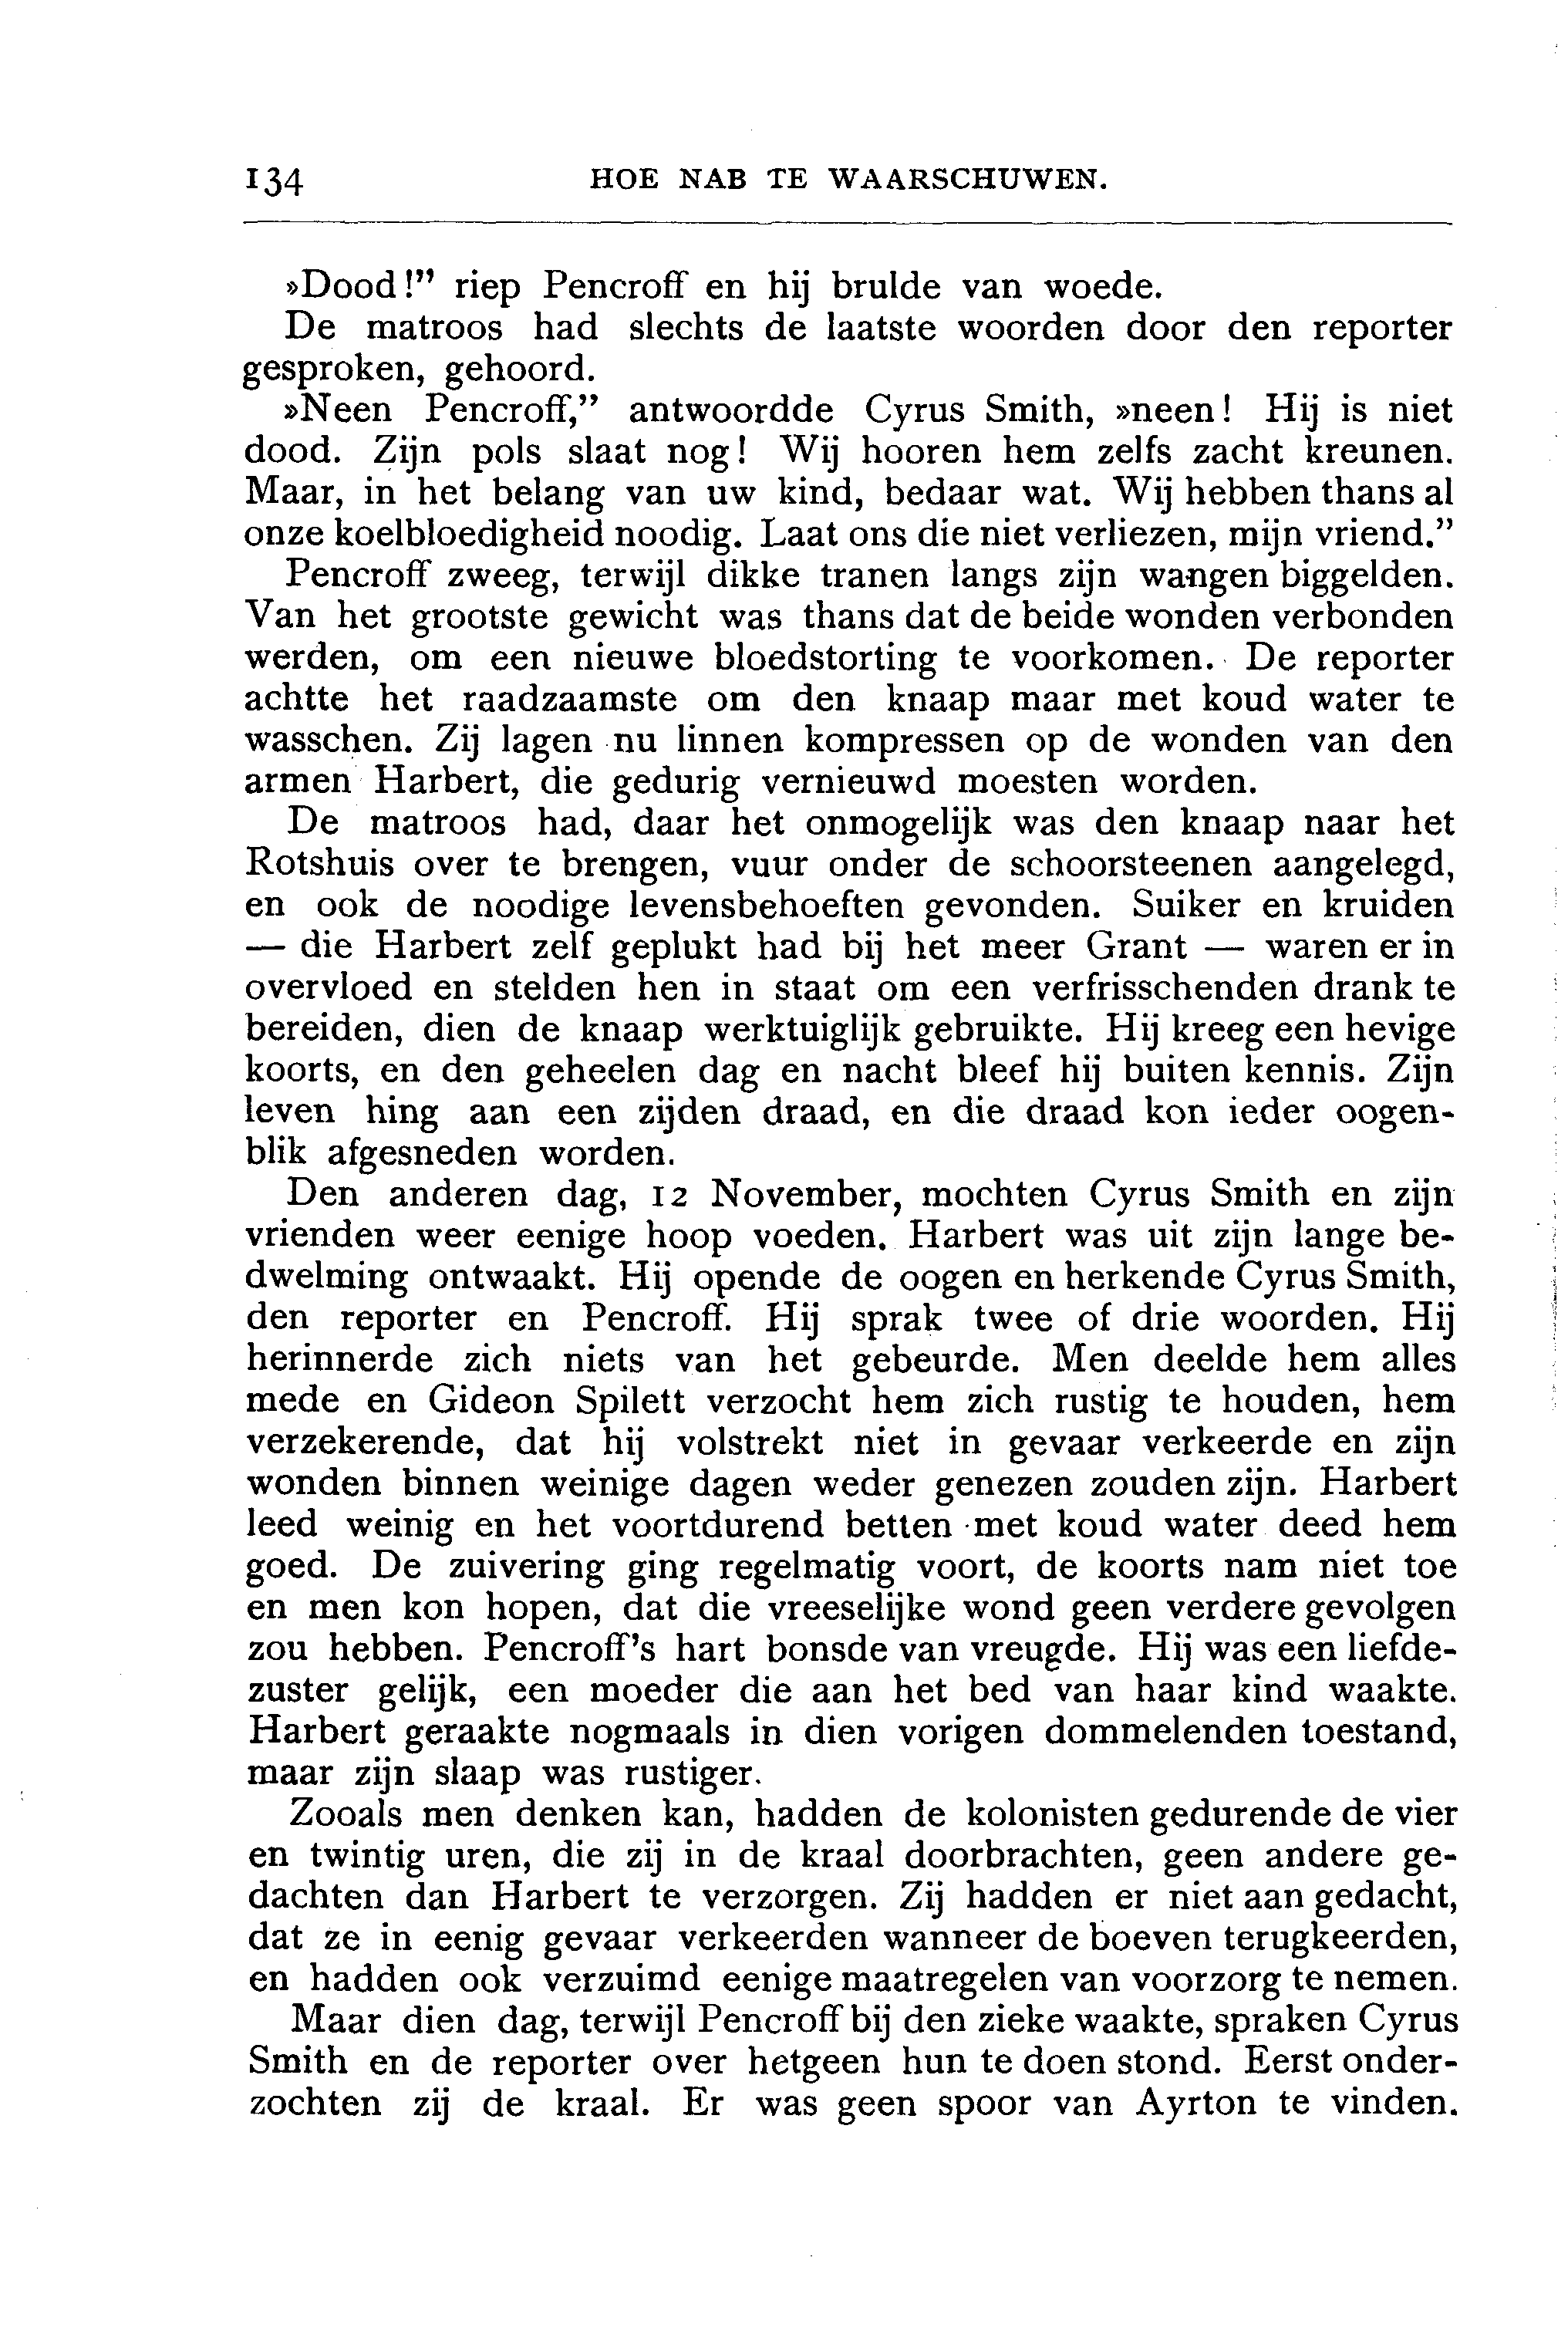 134 HOE NAB TE WAARSCHUWEN.
»Dood!” riep Pencroff en hij brulde van woede.
De matroos had slechts de laatste woorden door den reporter
gesproken, gehoord.
»Neen Pencroff,” antwoordde Cyrus Smith, »neen! Hij is niet
dood. Zijn pols slaat nog! Wij hooren hem zelfs zacht kreunen.
Maar, in het belang van uw kind, bedaar wat. Wij hebben thans al
onze koelbloedigheid noodig. Laat ons die niet verliezen, mijn vriend.”
Pencroff zweeg, terwijl dikke tranen langs zijn wangen biggelden.
Van het grootste gewicht was thans dat de beide wonden verbonden
werden, om een nieuwe bloedstorting te voorkomen. De reporter
achtte het raadzaamste om den knaap maar met koud water te
wasschen. Zij lagen nu linnen kompressen op de wonden van den
armen Harbert, die gedurig vernieuwd moesten worden.
De matroos had, daar het onmogelijk was den knaap naar het
Rotshuis over te brengen, vuur onder de schoorsteenen aangelegd,
en ook de noodige levensbehoeften gevonden. Suiker en kruiden
— die Harbert zelf geplukt had bij het meer Grant — waren er in
overvloed en stelden hen in staat om een verfrisschenden drank te
bereiden, dien de knaap werktuiglijk gebruikte. Hij kreeg een hevige
koorts, en den geheelen dag en nacht bleef hij buiten kennis. Zijn
leven hing aan een zijden draad, en die draad kon ieder oogen-
blik afgesneden worden.
Den anderen dag, 12 November, mochten Cyrus Smith en zijn
vrienden weer eenige hoop voeden. Harbert was uit zijn lange be-
dwelming ontwaakt. Hij opende de oogen en herkende Cyrus Smith,
den reporter en Pencroff. Hij sprak twee of drie woorden. Hij
herinnerde zich niets van het gebeurde. Men deelde hem alles
mede en Gideon Spilett verzocht hem zich rustig te houden, hem
verzekerende, dat hij volstrekt niet in gevaar verkeerde en zijn
wonden binnen weinige dagen weder genezen zouden zijn. Harbert
leed weinig en het voortdurend betten met koud water deed hem
goed. De zuivering ging regelmatig voort, de koorts nam niet toe
en men kon hopen, dat die vreeselijke wond geen verdere gevolgen
zou hebben. Pencroff's hart bonsde van vreugde. Hij was een liefde-
zuster gelijk, een moeder die aan het bed van haar kind waakte.
Harbert geraakte nogmaals in dien vorigen dommelenden toestand,
maar zijn slaap was rustiger.
Zooals men denken kan, hadden de kolonisten gedurende de vier
en twintig uren, die zij in de kraal doorbrachten, geen andere ge-
dachten dan Harbert te verzorgen. Zij hadden er niet aan gedacht,
dat ze in eenig gevaar verkeerden wanneer de boeven terugkeerden,
en hadden ook verzuimd eenige maatregelen van voorzorg te nemen.
Maar dien dag, terwijl Pencroff bij den zieke waakte, spraken Cyrus
Smith en de reporter over hetgeen hun te doen stond. Eerst onder-
zochten zij de kraal. Er was geen spoor van Ayrton te vinden.